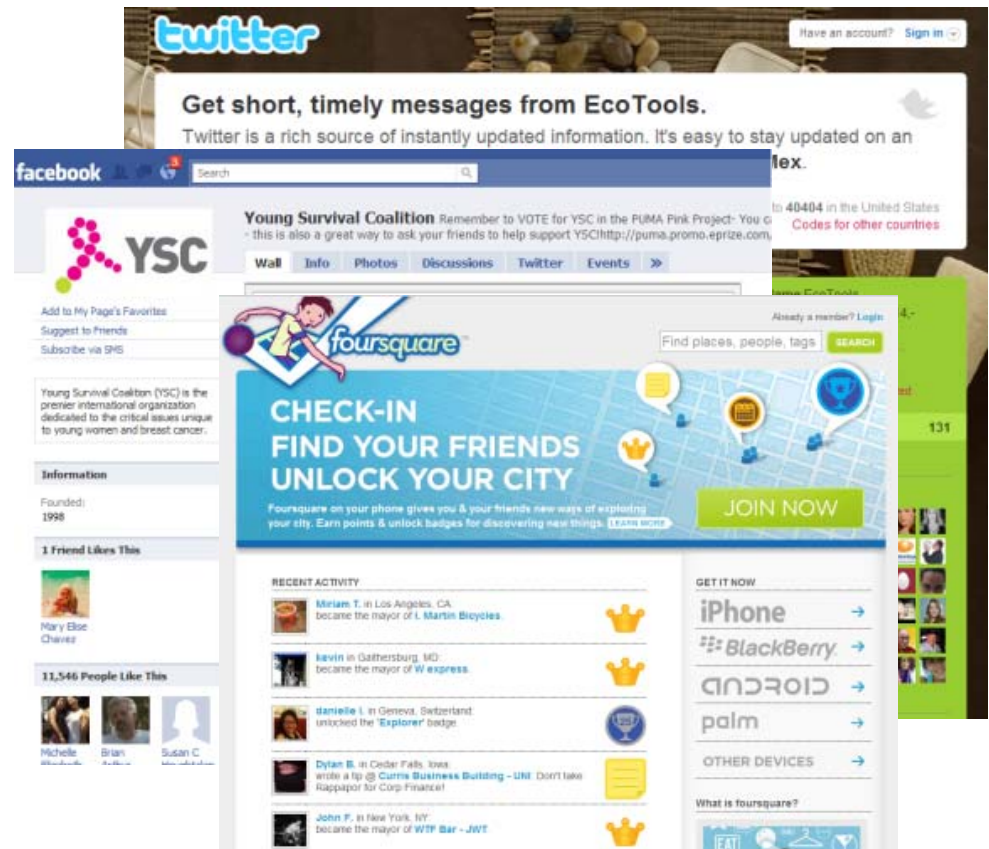 twitter
Have an account? Sign in
Get short, timely messages from EcoTools.
Twitter is a rich source of instantly updated information. It's easy to stay updated on an
Mex.
to 40404 in the United States
Codes for other countries
Name EcoTools
131
facebook
3
Search
YSC
Young Survival Coalition Remember to VOTE for YSC in the PUMA Pink Project- You
- this is also a great way to ask your friends to help support YSC!http://puma.promo.eprize.com,
Wall Info Photos Discussions Twitter Events »
Add to My Page's Favorites
Suggest to Friends
Subscribe via SMS
Young Survival Coalition (YSC) is the
premier international organization
dedicated to the critical issues unique
to young women and breast cancer.
Information
Founded:
1998
1 Friend Likes This
Mary Elise
Chavez
11,546 People Like This
Michelle
Brian
Susan C
foursquare
Already a member? Login
Find places, people, tags SEARCH
CHECK-IN
FIND YOUR FRIENDS
UNLOCK YOUR CITY
Foursquare on your phone gives you & your friends new ways of exploring
your city. Earn points & unlock badges for discovering new things. LEARN MORE
JOIN NOW
RECENT ACTIVITY
Miriam T. in Los Angeles, CA:
became the mayor of I. Martin Bicycles.
kevin in Gaithersburg, MD:
became the mayor of W express.
danielle l. in Geneva, Switzerland:
unlocked the 'Explorer' badge.
25
Dylan B. in Cedar Falls, Iowa:
wrote a tip @ Curris Business Building - UNI: Don't take
Rappapor for Corp Finance!
John F. in New York, NY:
became the mayor of WTF Bar - JWT.
GET IT NOW
iPhone
BlackBerry.
ANDROID
palm
OTHER DEVICES
What is foursquare?
EAT